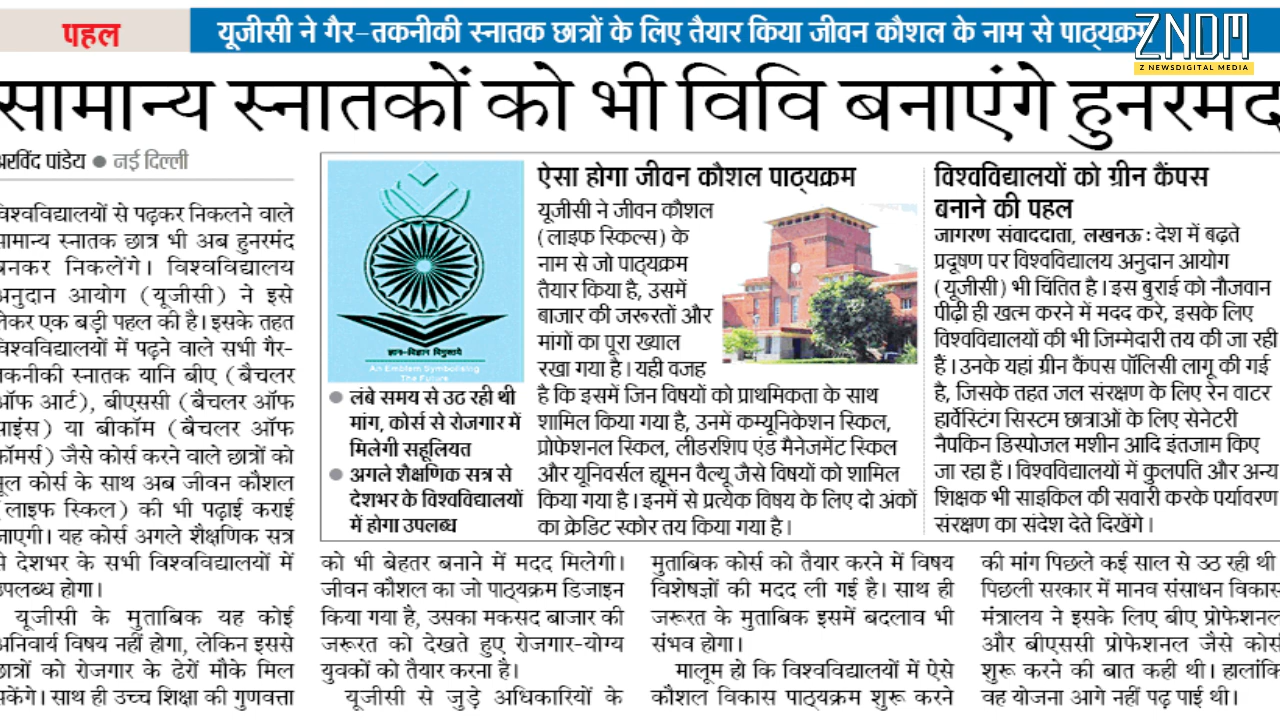 पहल
यूजीसी ने गैर-तकनीकी स्नातक छात्रों के लिए तैयार किया जीवन कौशल के नाम से
ZNDM
Z NEWSDIGITAL MEDIA
सामान्य स्नातकों को भी विवि बनाएंगे हुनरमंद
अरविंद पांडेय ● नई दिल्ली
विश्वविद्यालयों से पढ़कर निकलने वाले
सामान्य स्नातक छात्र भी अब हुनरमंद
बनकर निकलेंगे। विश्वविद्यालय
अनुदान आयोग (यूजीसी) ने इसे
लेकर एक बड़ी पहल की है। इसके तहत
विश्वविद्यालयों में पढ़ने वाले सभी गैर-
तकनीकी स्नातक यानि बीए (बैचलर
ऑफ आर्ट), बीएससी (बैचलर ऑफ
साइंस) या बीकॉम (बैचलर ऑफ
कॉमर्स) जैसे कोर्स करने वाले छात्रों को
मूल कोर्स के साथ अब जीवन कौशल
(लाइफ स्किल) की भी पढ़ाई कराई
जाएगी। यह कोर्स अगले शैक्षणिक सत्र
से देशभर के सभी विश्वविद्यालयों में
उपलब्ध होगा।
यूजीसी के मुताबिक यह कोई
अनिवार्य विषय नहीं होगा, लेकिन इससे
छात्रों को रोजगार के ढेरों मौके मिल
सकेंगे। साथ ही उच्च शिक्षा की गुणवत्ता
ज्ञान-विज्ञान विमुक्तये
An Emblem Symbolising
The Future
● लंबे समय से उठ रही थी
मांग, कोर्स से रोजगार में
मिलेगी सहूलियत
● अगले शैक्षणिक सत्र से
देशभर के विश्वविद्यालयों
में होगा उपलब्ध
ऐसा होगा जीवन कौशल पाठ्यक्रम
यूजीसी ने जीवन कौशल
(लाइफ स्किल्स) के
नाम से जो पाठ्यक्रम
तैयार किया है, उसमें
बाजार की जरूरतों और
मांगों का पूरा ख्याल
रखा गया है। यही वजह
है कि इसमें जिन विषयों को प्राथमिकता के साथ
शामिल किया गया है, उनमें कम्युनिकेशन स्किल,
प्रोफेशनल स्किल, लीडरशिप एंड मैनेजमेंट स्किल
और यूनिवर्सल ह्यूमन वैल्यू जैसे विषयों को शामिल
किया गया है। इनमें से प्रत्येक विषय के लिए दो अंकों
का क्रेडिट स्कोर तय किया गया है।
विश्वविद्यालयों को ग्रीन कैंपस
बनाने की पहल
जागरण संवाददाता, लखनऊ : देश में बढ़ते
प्रदूषण पर विश्वविद्यालय अनुदान आयोग
(यूजीसी) भी चिंतित है। इस बुराई को नौजवान
पीढ़ी ही खत्म करने में मदद करे, इसके लिए
विश्वविद्यालयों की भी जिम्मेदारी तय की जा रही
हैं। उनके यहां ग्रीन कैंपस पॉलिसी लागू की गई
है, जिसके तहत जल संरक्षण के लिए रेन वाटर
हार्वेस्टिंग सिस्टम छात्राओं के लिए सेनेटरी
नैपकिन डिस्पोजल मशीन आदि इंतजाम किए
जा रहा हैं। विश्वविद्यालयों में कुलपति और अन्य
शिक्षक भी साइकिल की सवारी करके पर्यावरण
संरक्षण का संदेश देते दिखेंगे।
को भी बेहतर बनाने में मदद मिलेगी।
जीवन कौशल का जो पाठ्यक्रम डिजाइन
किया गया है, उसका मकसद बाजार की
जरूरत को देखते हुए रोजगार-योग्य
युवकों को तैयार करना है।
यूजीसी से जुड़े अधिकारियों के
मुताबिक कोर्स को तैयार करने में विषय
विशेषज्ञों की मदद ली गई है। साथ ही
जरूरत के मुताबिक इसमें बदलाव भी
संभव होगा।
मालूम हो कि विश्वविद्यालयों में ऐसे
कौशल विकास पाठ्यक्रम शुरू करने
की मांग पिछले कई साल से उठ रही थी
पिछली सरकार में मानव संसाधन विकास
मंत्रालय ने इसके लिए बीए प्रोफेशनल
और बीएससी प्रोफेशनल जैसे कोर्स
शुरू करने की बात कही थी। हालांकि
वह योजना आगे नहीं पढ़ पाई थी।